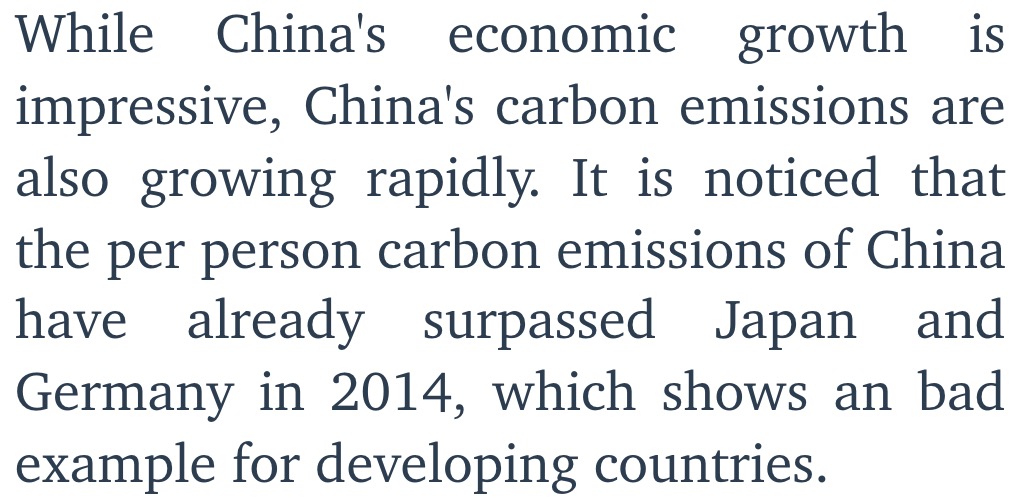 While China's economic growth is
impressive, China's carbon emissions are
also growing rapidly. It is noticed that
the per person carbon emissions of China
have already surpassed Japan and
Germany in 2014, which shows an bad
example for developing countries.